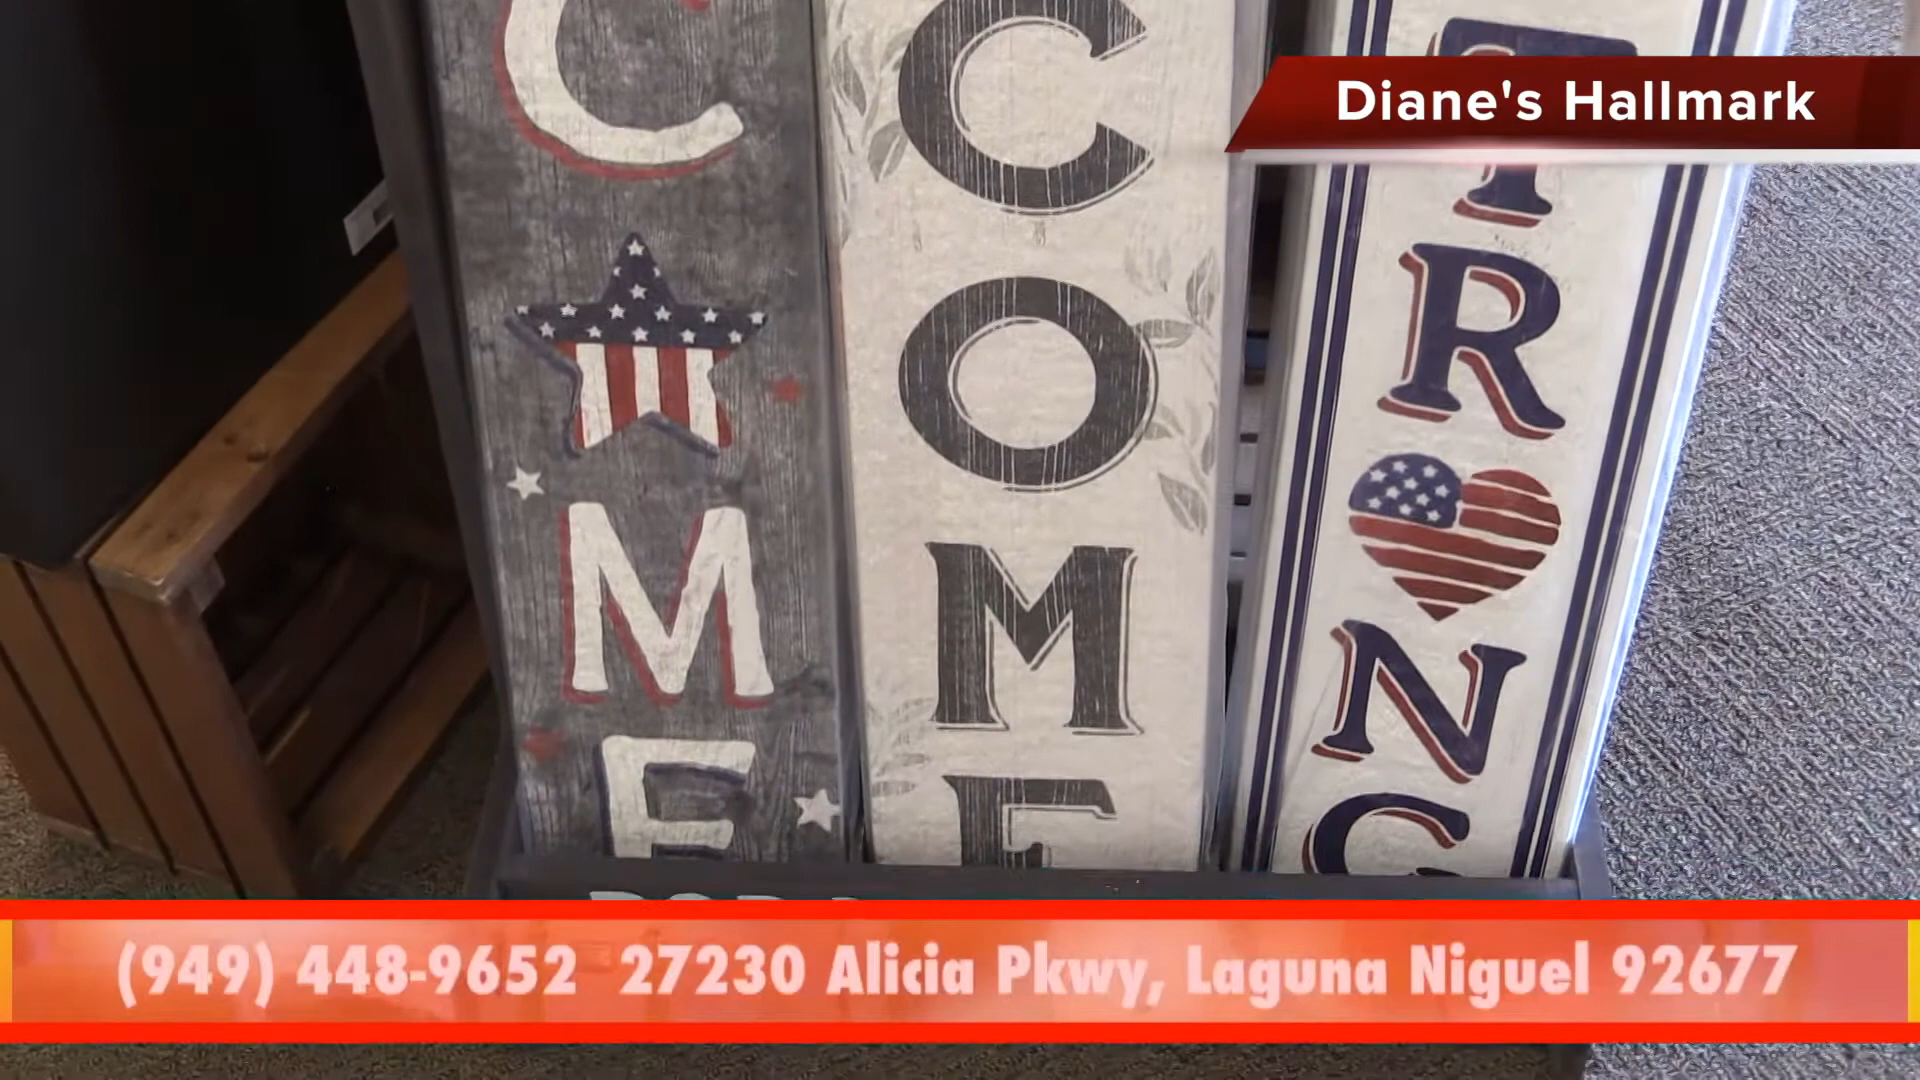 Diane's Hallmark
C
M
E
C
O
M
E
T
R
N
G
(949) 448-9652 27230 Alicia Pkwy, Laguna Niguel 92677